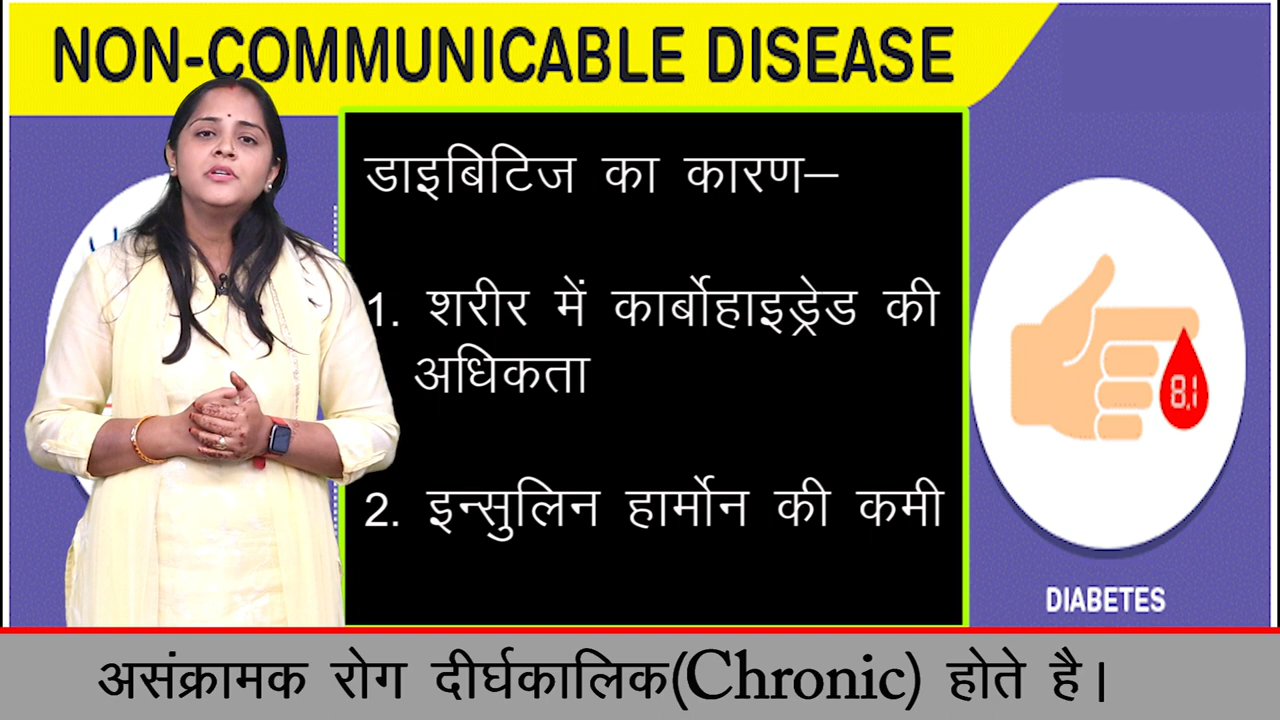 NON-COMMUNICABLE DISEASE
डाइबिटिज का कारण–
1. शरीर में कार्बोहाइड्रेड की
अधिकता
2. इन्सुलिन हार्मोन की कमी
8.1
DIABETES
असंक्रामक रोग दीर्घकालिक(Chronic) होते है।